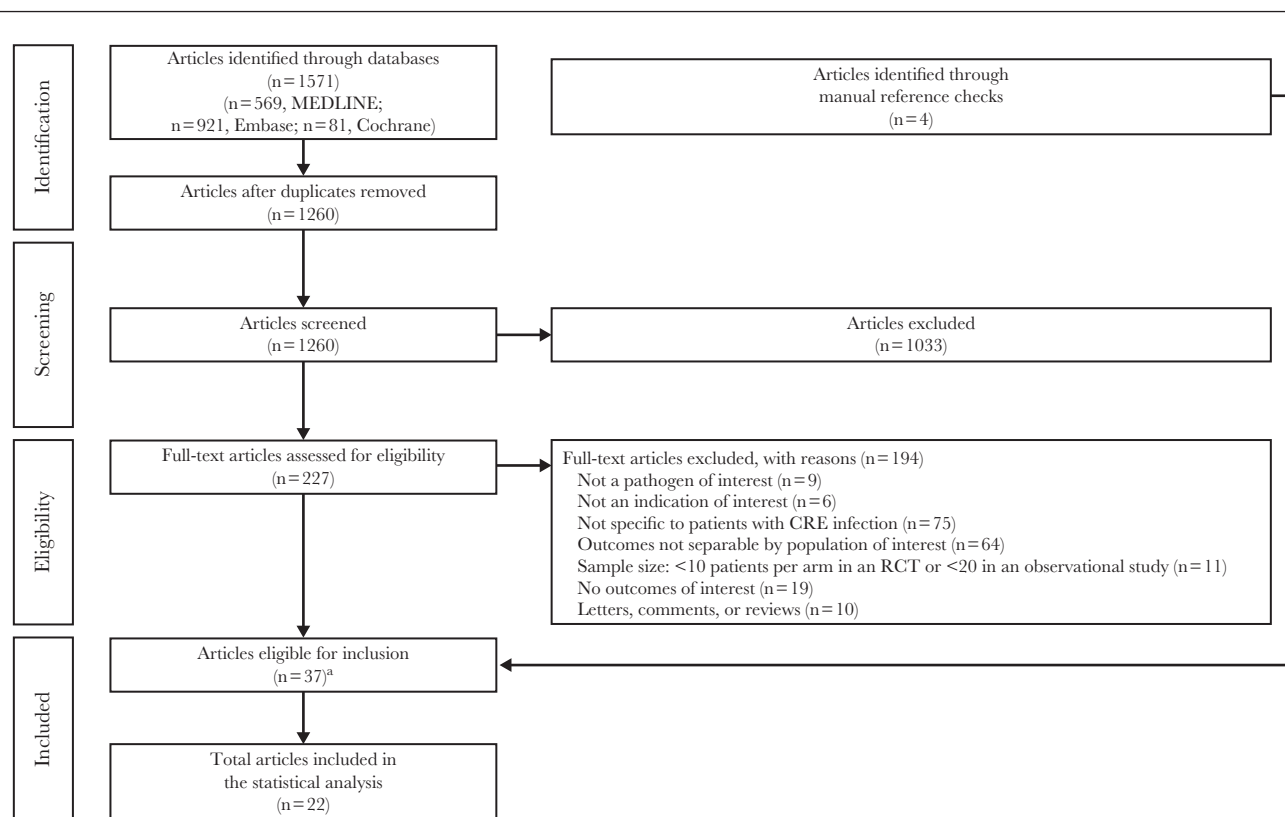 Identification
Articles identified through databases
(n=1571)
(n=569, MEDLINE;
n=921, Embase; n=81, Cochrane)
Articles identified through
manual reference checks
(n=4)
Articles after duplicates removed
(n=1260)
Screening
Articles screened
(n=1260)
Articles excluded
(n=1033)
Eligibility
Full-text articles assessed for eligibility
(n=227)
Full-text articles excluded, with reasons (n=194)
Not a pathogen of interest (n=9)
Not an indication of interest (n=6)
Not specific to patients with CRE infection (n=75)
Outcomes not separable by population of interest (n=64)
Sample size: <10 patients per arm in an RCT or <20 in an observational study (n=11)
No outcomes of interest (n=19)
Letters, comments, or reviews (n=10)
Included
Articles eligible for inclusion
(n=37)a
Total articles included in
the statistical analysis
(n=22)